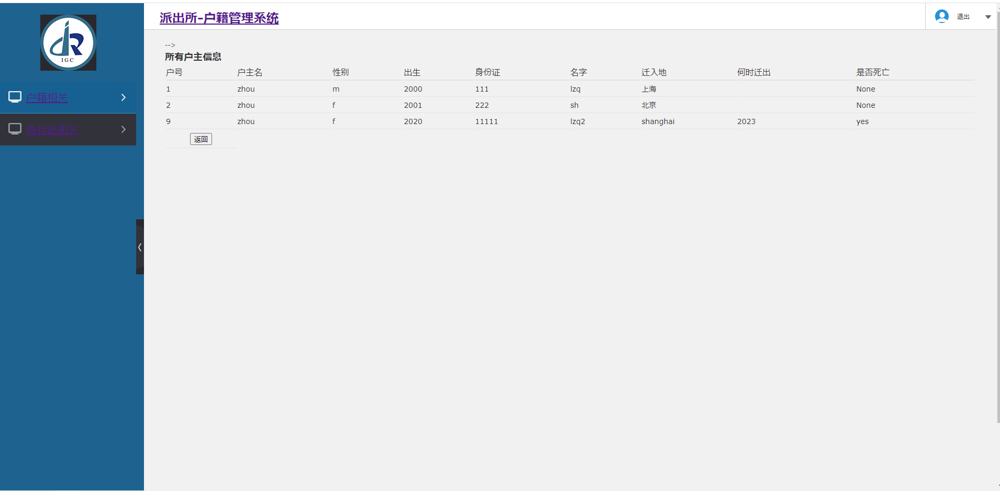 IGC
户籍相关
身份证相关
派出所-户籍管理系统
退出
-->
所有户主信息
户号 户主名 性别 出生 身份证 名字 迁入地 何时迁出 是否死亡
1 zhou m 2000 111 lzq 上海 None
2 zhou f 2001 222 sh 北京 None
9 zhou f 2020 11111 lzq2 shanghai 2023 yes
返回